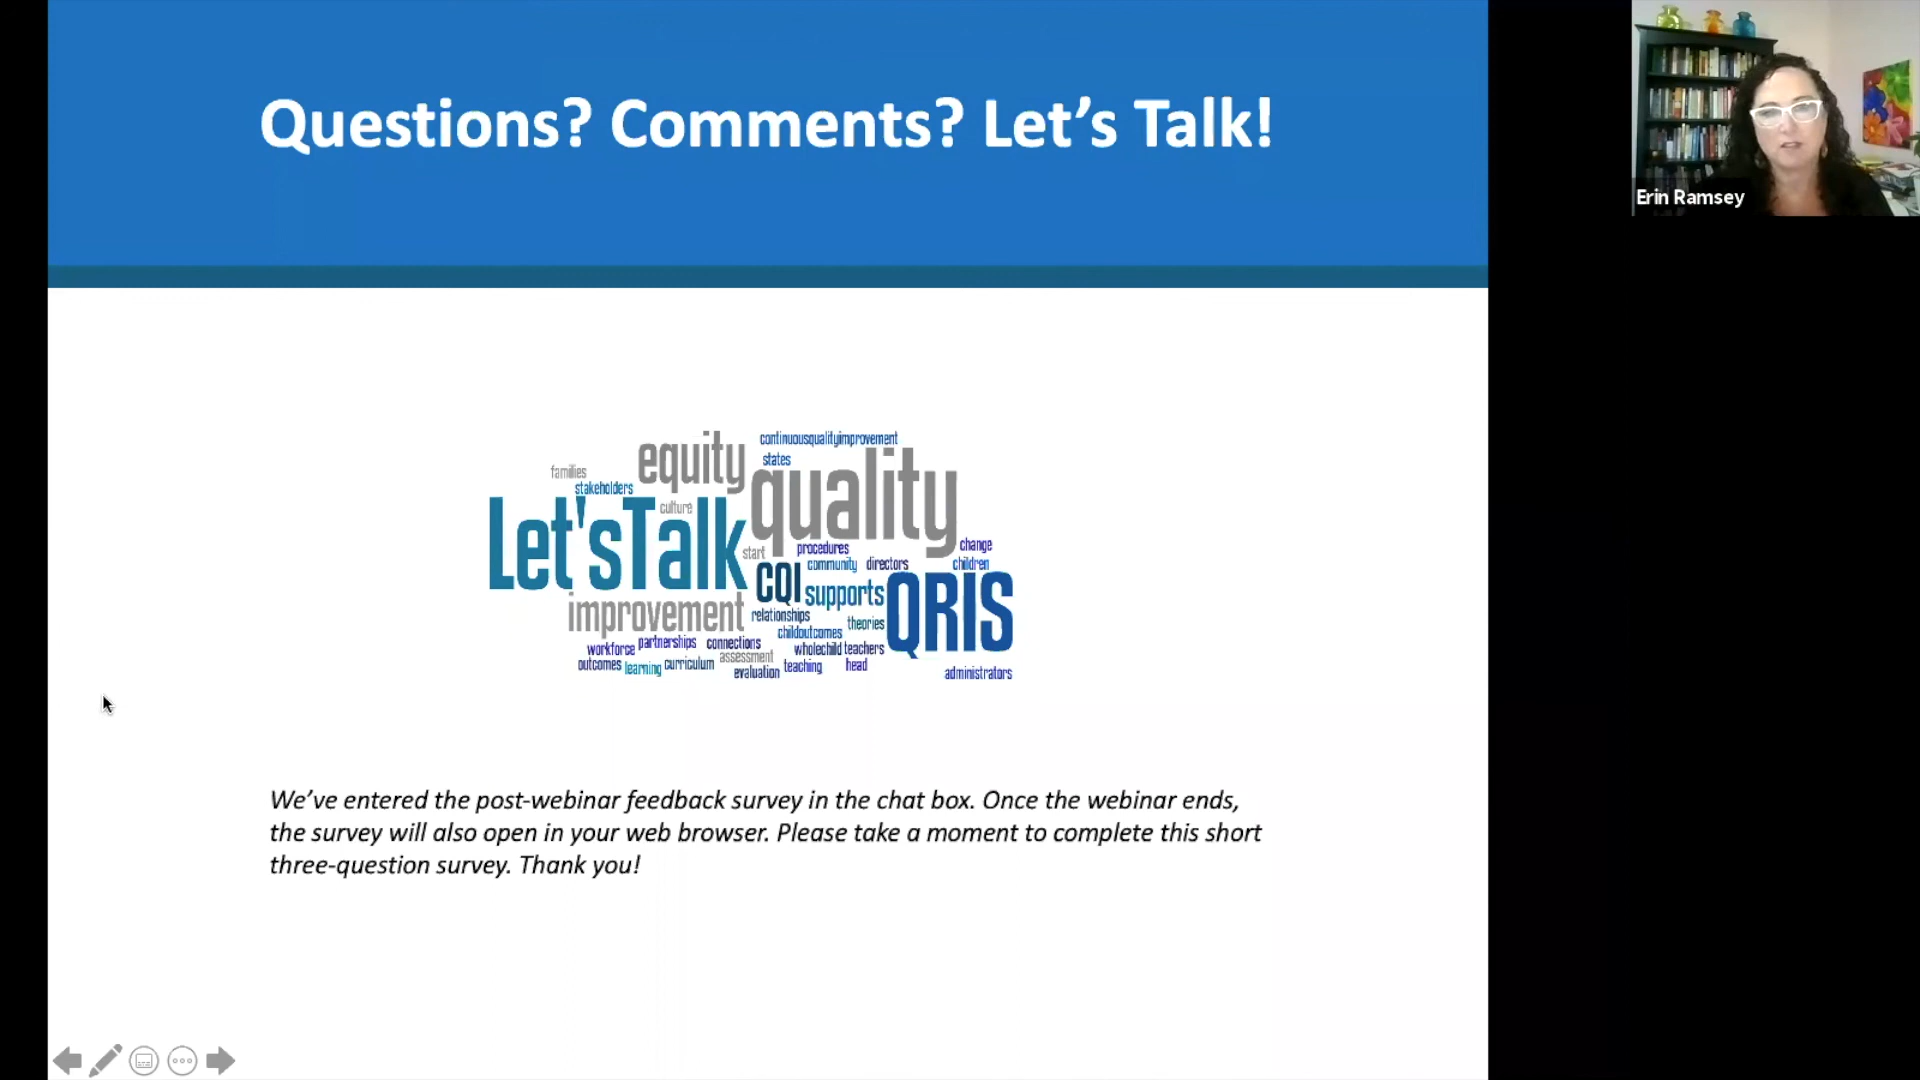 Questions? Comments? Let's Talk!
Erin Ramsey
equity
continuousqualityimprovement
states
families
quality
stakeholders
culture
Let'sTalk
start
procedures
change
community
directors
children
CQI
supports
QRIS
improvement
relationships
theories
childoutcomes
workforce
partnerships
connections
wholechild
teachers
outcomes
learning
curriculum
assessment
evaluation
teaching
head
administrators
We've entered the post-webinar feedback survey in the chat box. Once the webinar ends,
the survey will also open in your web browser. Please take a moment to complete this short
three-question survey. Thank you!